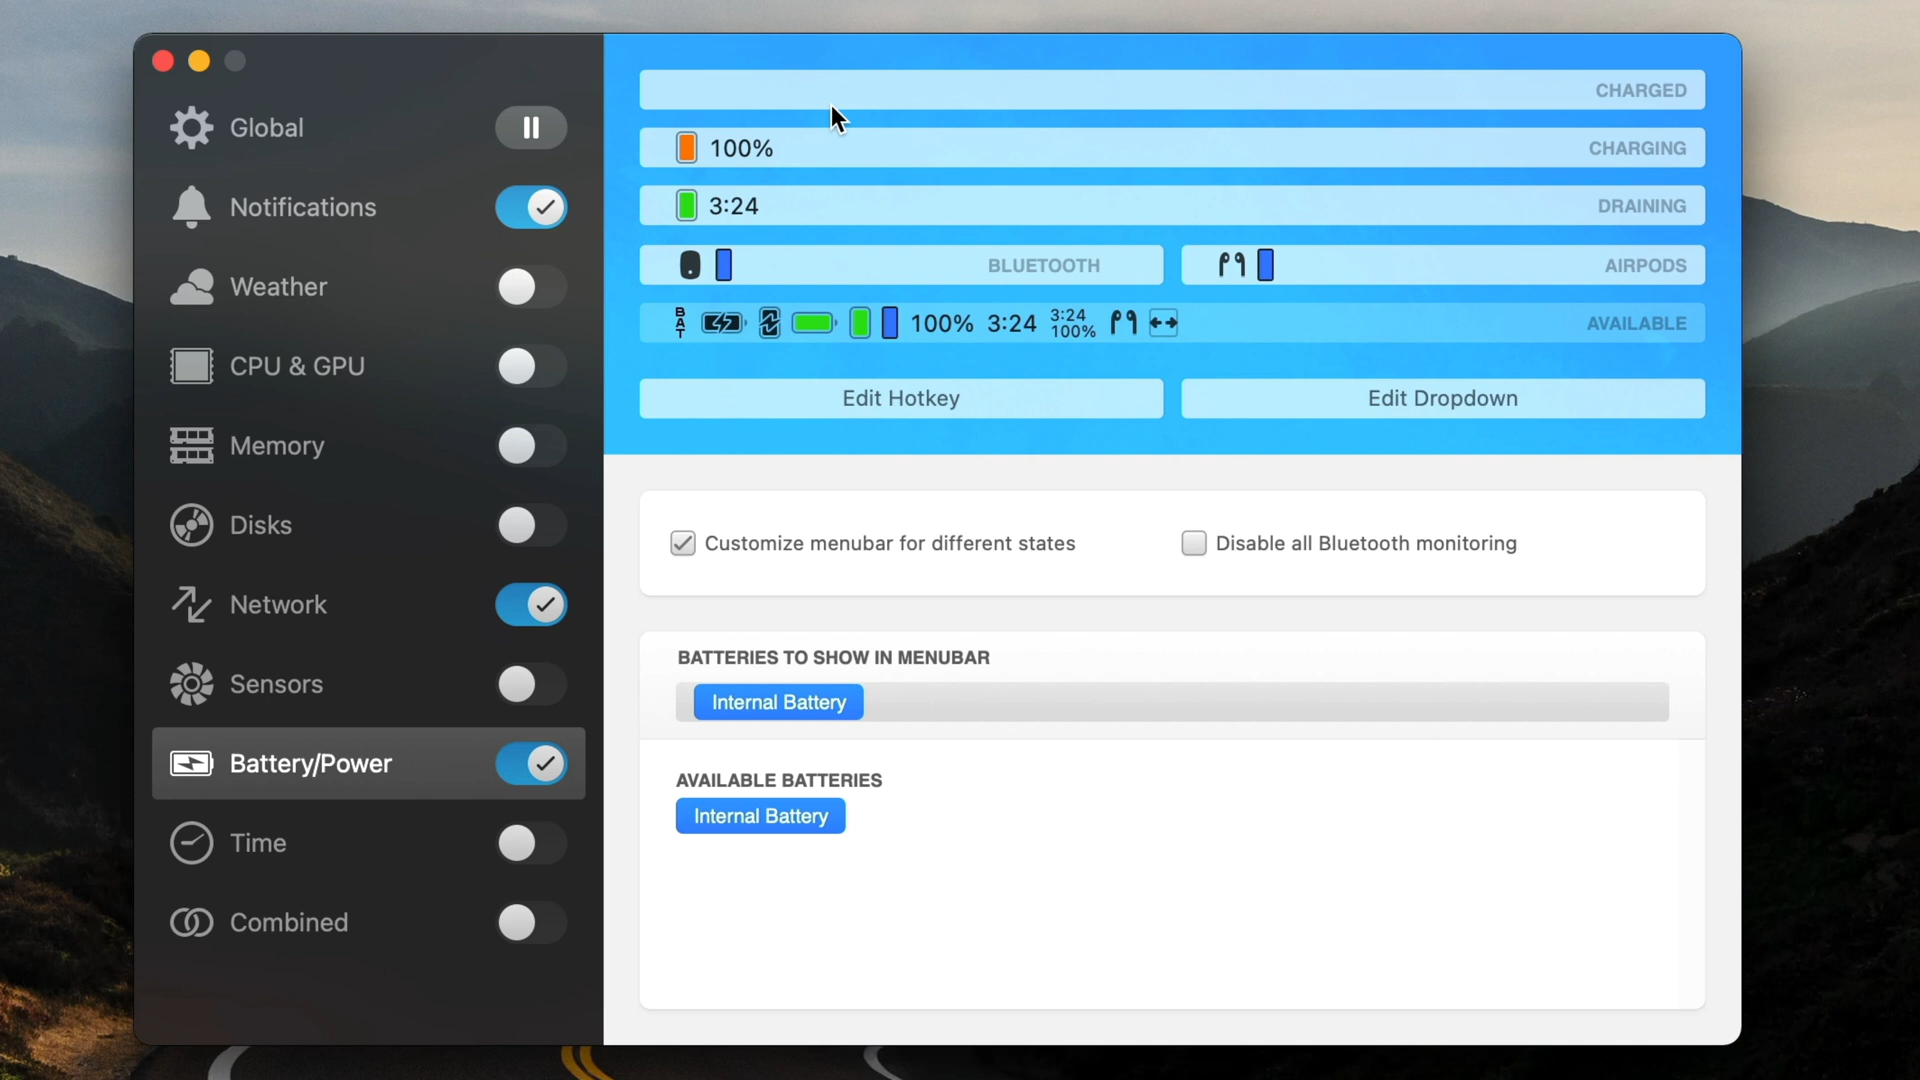 Global
Notifications
Weather
CPU & GPU
Memory
Disks
Network
Sensors
Battery/Power
Time
Combined
CHARGED
100% CHARGING
3:24 DRAINING
BLUETOOTH AIRPODS
BAT 100% 3:24 3:24 100% AVAILABLE
Edit Hotkey Edit Dropdown
Customize menubar for different states Disable all Bluetooth monitoring
BATTERIES TO SHOW IN MENUBAR
Internal Battery
AVAILABLE BATTERIES
Internal Battery